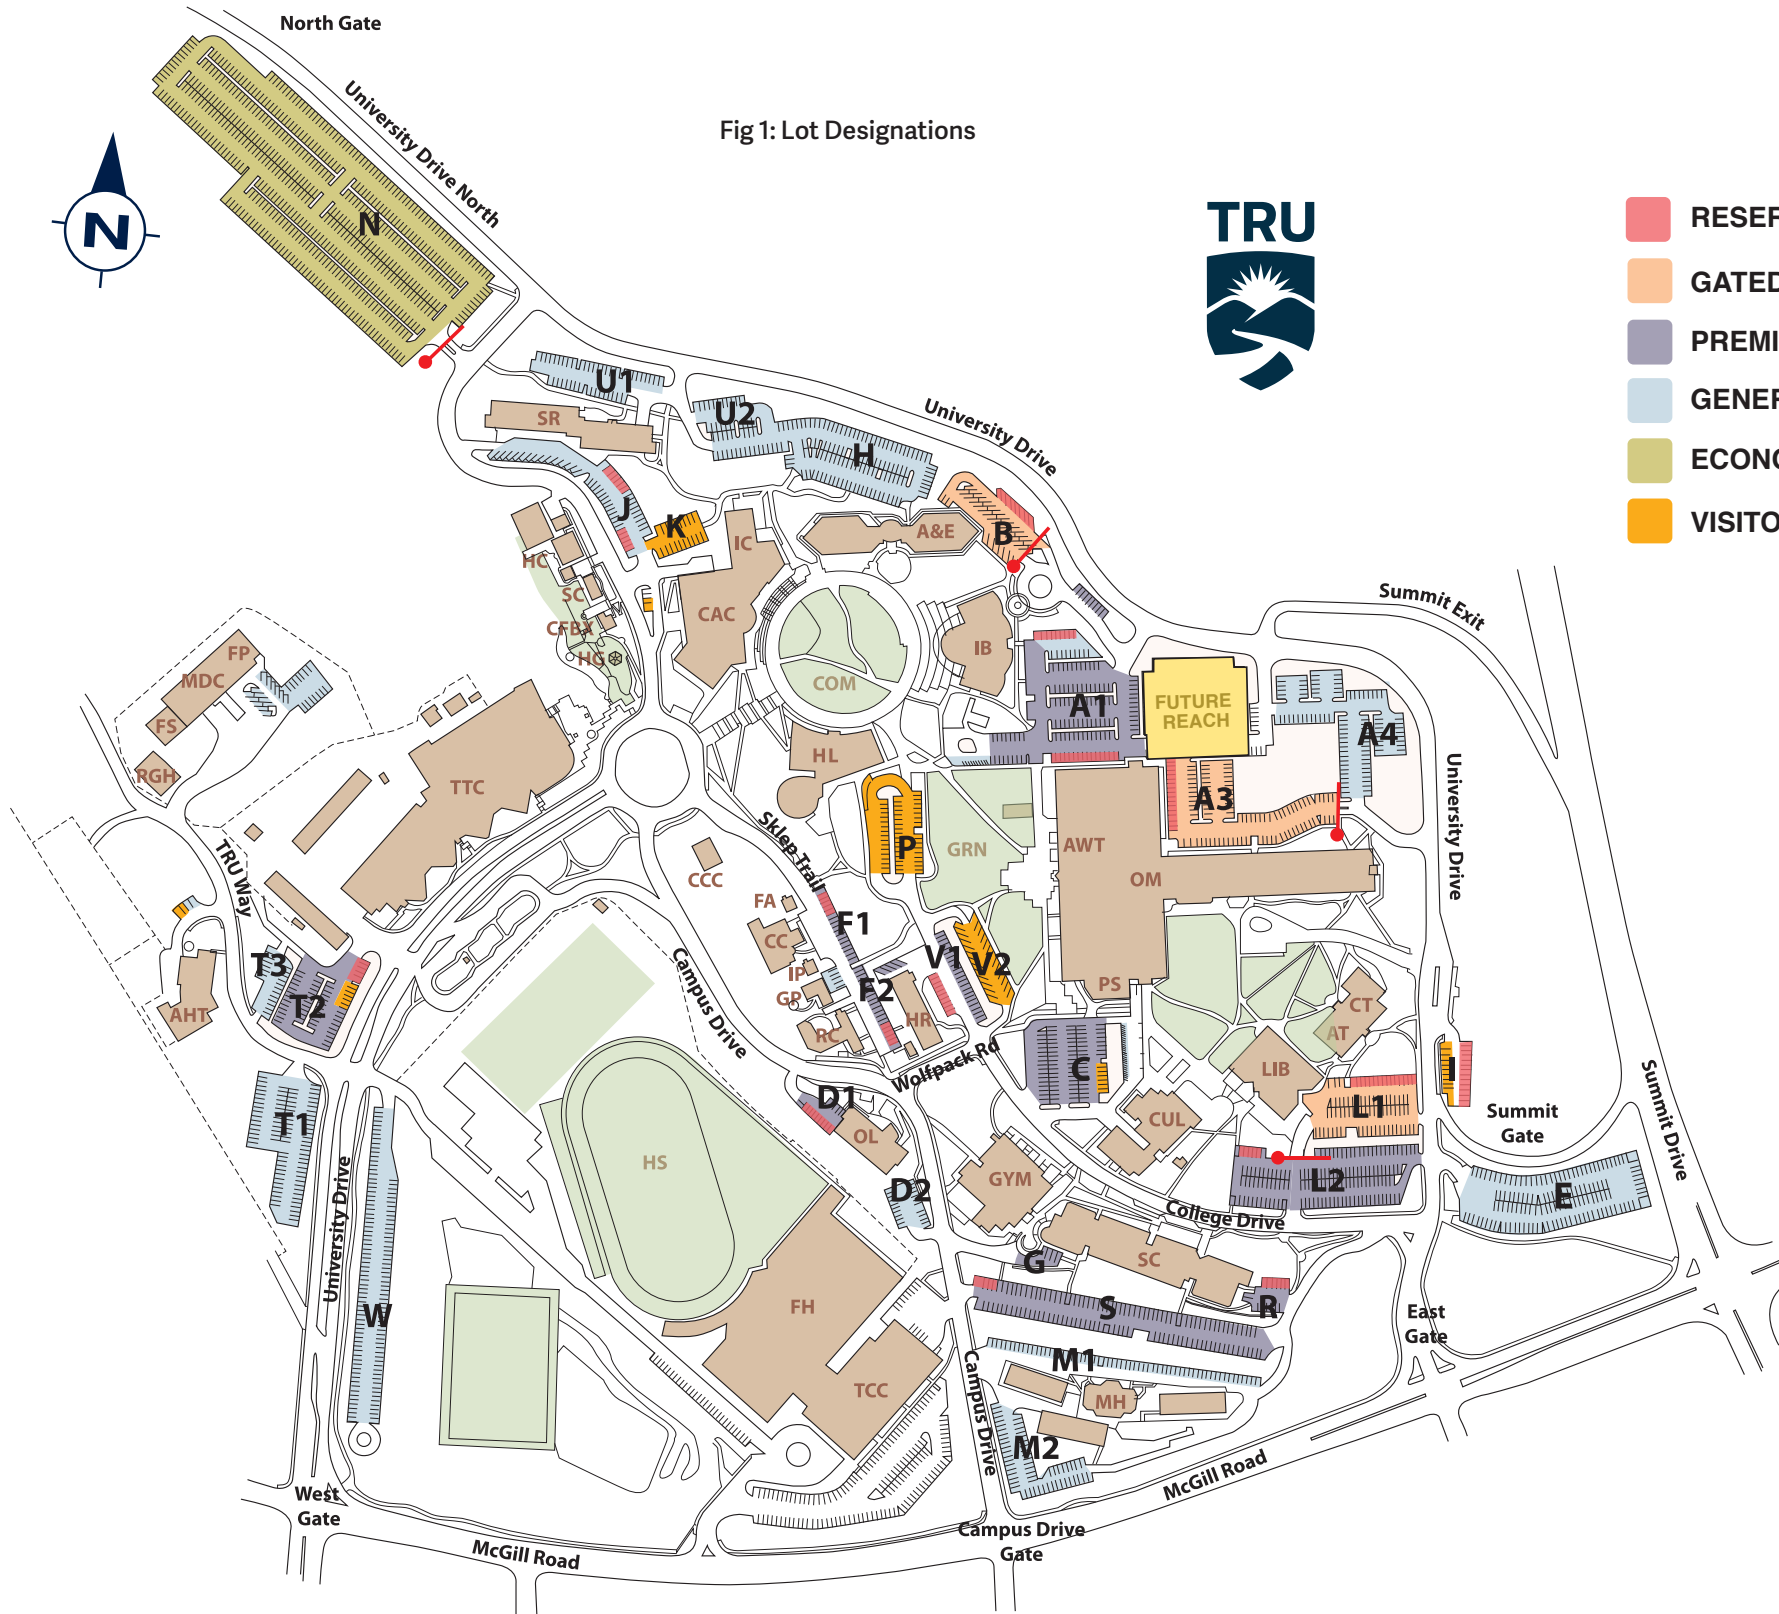 North Gate
University Drive North
Fig 1: Lot Designations
N
N
TRU
RESER
GATED
PREMI
GENER
ECONO
VISITO
U1
SR
U2
University Drive
H
J
K
IC
A&E
B
HC
SC
CFBX
HG
CAC
COM
IB
Summit Exit
FP
MDC
FS
RGH
TTC
HL
A1
FUTURE
REACH
A4
A3
University Drive
P
GRN
AWT
OM
Sklep Trail
CCC
TRU Way
FA
CC
IP
GP
RC
F1
F2
HR
V1
V2
PS
CT
AT
LIB
T3
T2
AHT
Campus Drive
Wolfpack Rd
C
I
L1
Summit
Gate
Summit Drive
D1
OL
CUL
T1
HS
D2
GYM
L2
E
College Drive
University Drive
G
SC
S
R
East
Gate
W
FH
M1
MH
TCC
Campus Drive
M2
McGill Road
West
Gate
McGill Road
Campus Drive
Gate